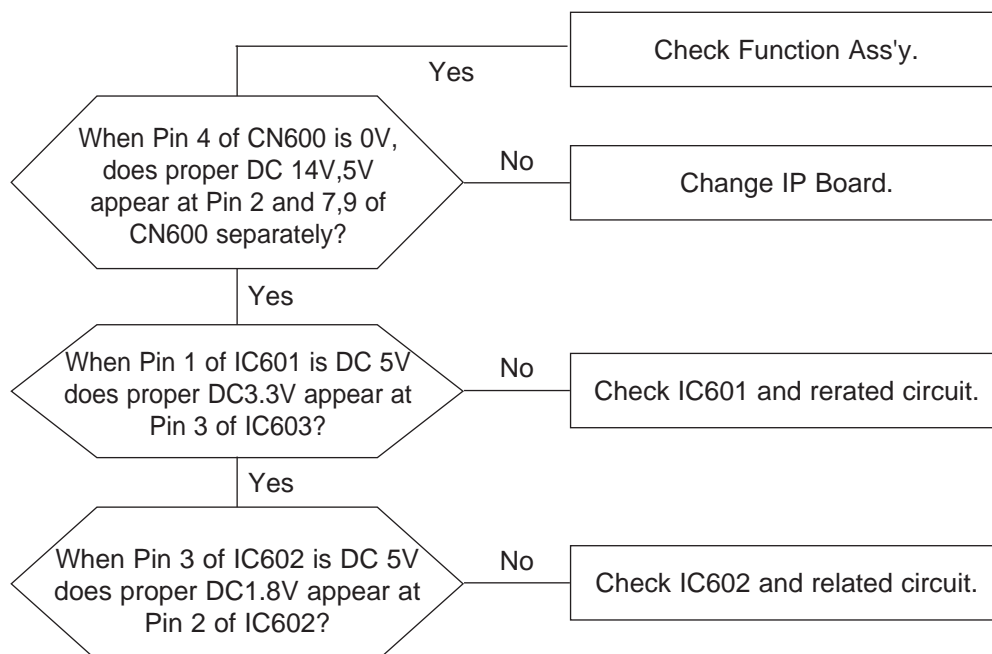 Check Function Ass'y.
Yes
When Pin 4 of CN600 is 0V,
does proper DC 14V,5V
appear at Pin 2 and 7,9 of
CN600 separately?
No
Change IP Board.
Yes
When Pin 1 of IC601 is DC 5V
does proper DC3.3V appear at
Pin 3 of IC603?
No
Check IC601 and rerated circuit.
Yes
When Pin 3 of IC602 is DC 5V
does proper DC1.8V appear at
Pin 2 of IC602?
No
Check IC602 and related circuit.